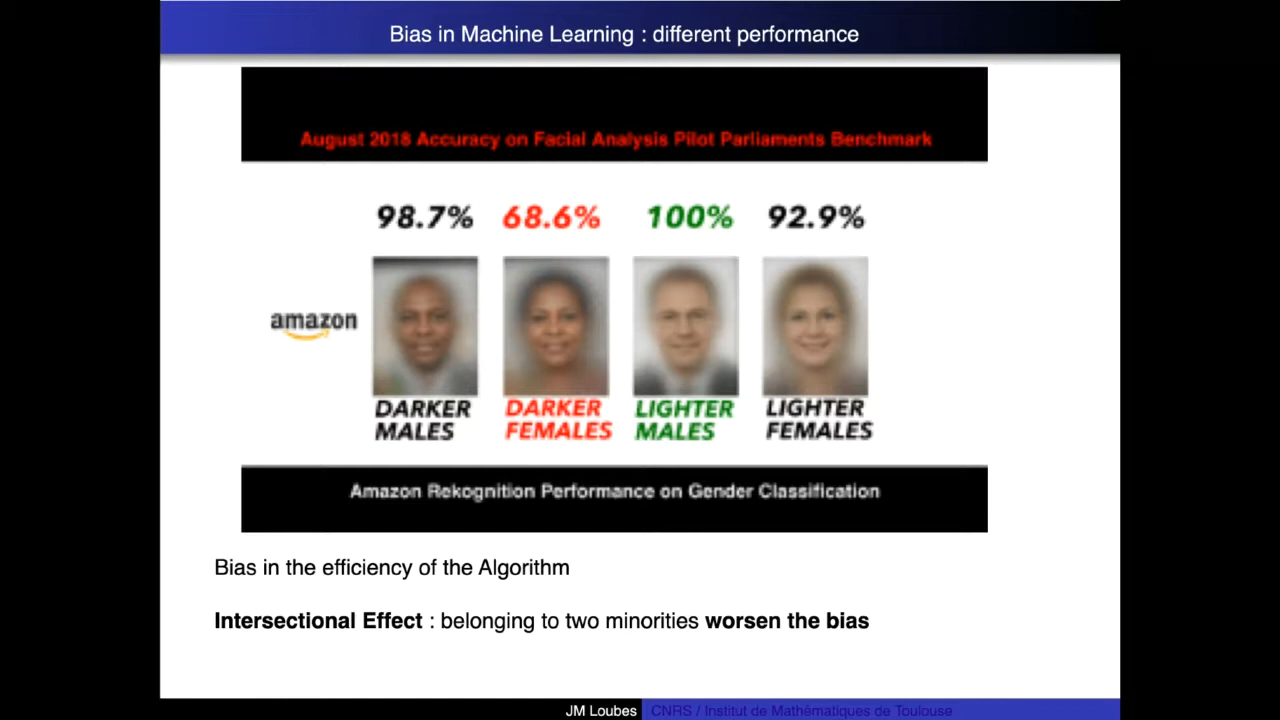 Bias in Machine Learning : different performance
August 2018 Accuracy on Facial Analysis Pilot Parliaments Benchmark
98.7% 68.6% 100% 92.9%
amazon
DARKER MALES
DARKER FEMALES
LIGHTER MALES
LIGHTER FEMALES
Amazon Rekognition Performance on Gender Classification
Bias in the efficiency of the Algorithm
Intersectional Effect : belonging to two minorities worsen the bias
JM Loubes CNRS / Institut de Mathématiques de Toulouse